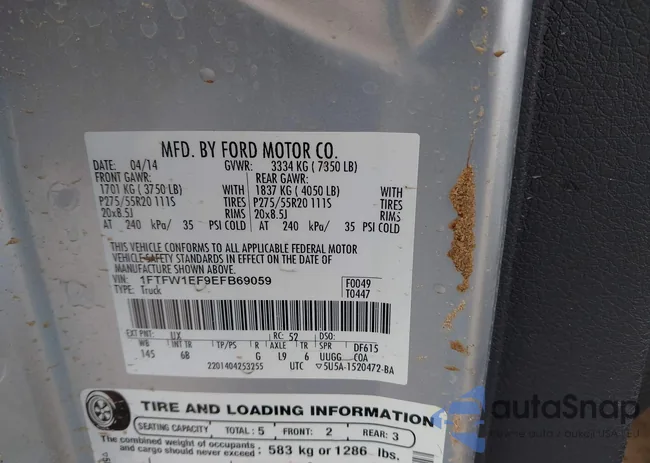 MFD. BY FORD MOTOR CO.
DATE: 04/14 GVWR: 3334 KG ( 7350 LB)
FRONT GAWR: REAR GAWR:
1701 KG ( 3750 LB) WITH 1837 KG ( 4050 LB) WITH
P275/55R20 111S TIRES P275/55R20 111S TIRES
20x8.5J RIMS 20x8.5J RIMS
AT 240 kPa/ 35 PSI COLD AT 240 kPa/ 35 PSI COLD
THIS VEHICLE CONFORMS TO ALL APPLICABLE FEDERAL MOTOR
VEHICLE SAFETY STANDARDS IN EFFECT ON THE DATE OF
MANUFACTURE SHOWN ABOVE.
VIN: 1FTFW1EF9EFB69059 F0049
TYPE: Truck T0447
EXT PNT: UX RC: 52 DSO:
WB INT TR TP/PS R AXLE TR SPR DF615
145 6B G L9 6 UUGG COA
2201404253255 UTC 5U5A-1520472-BA
TIRE AND LOADING INFORMATION
SEATING CAPACITY TOTAL: 5 FRONT: 2 REAR: 3
The combined weight of occupants
and cargo should never exceed: 583 kg or 1286 lbs.
autaSnap